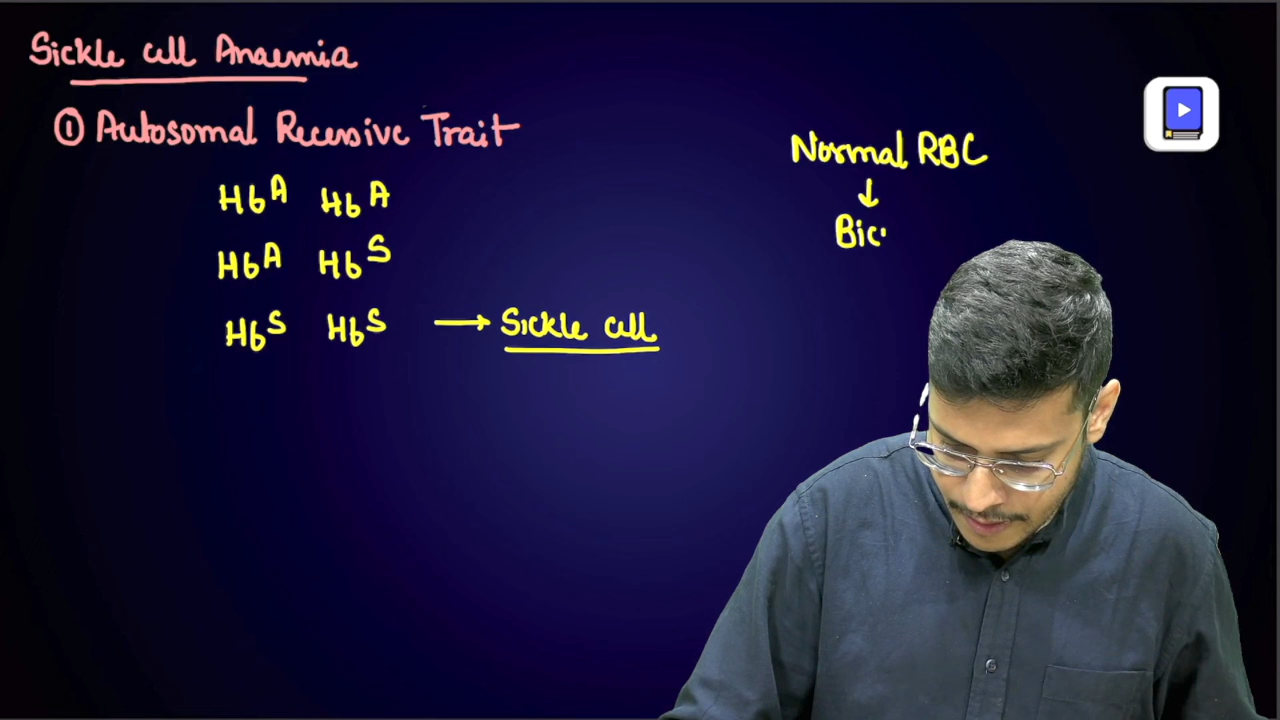 Sickle cell Anaemia
① Autosomal Recessive Trait
Hb^A Hb^A
Hb^A Hb^S
Hb^S Hb^S → Sickle cell
Normal RBC
↓
Bic